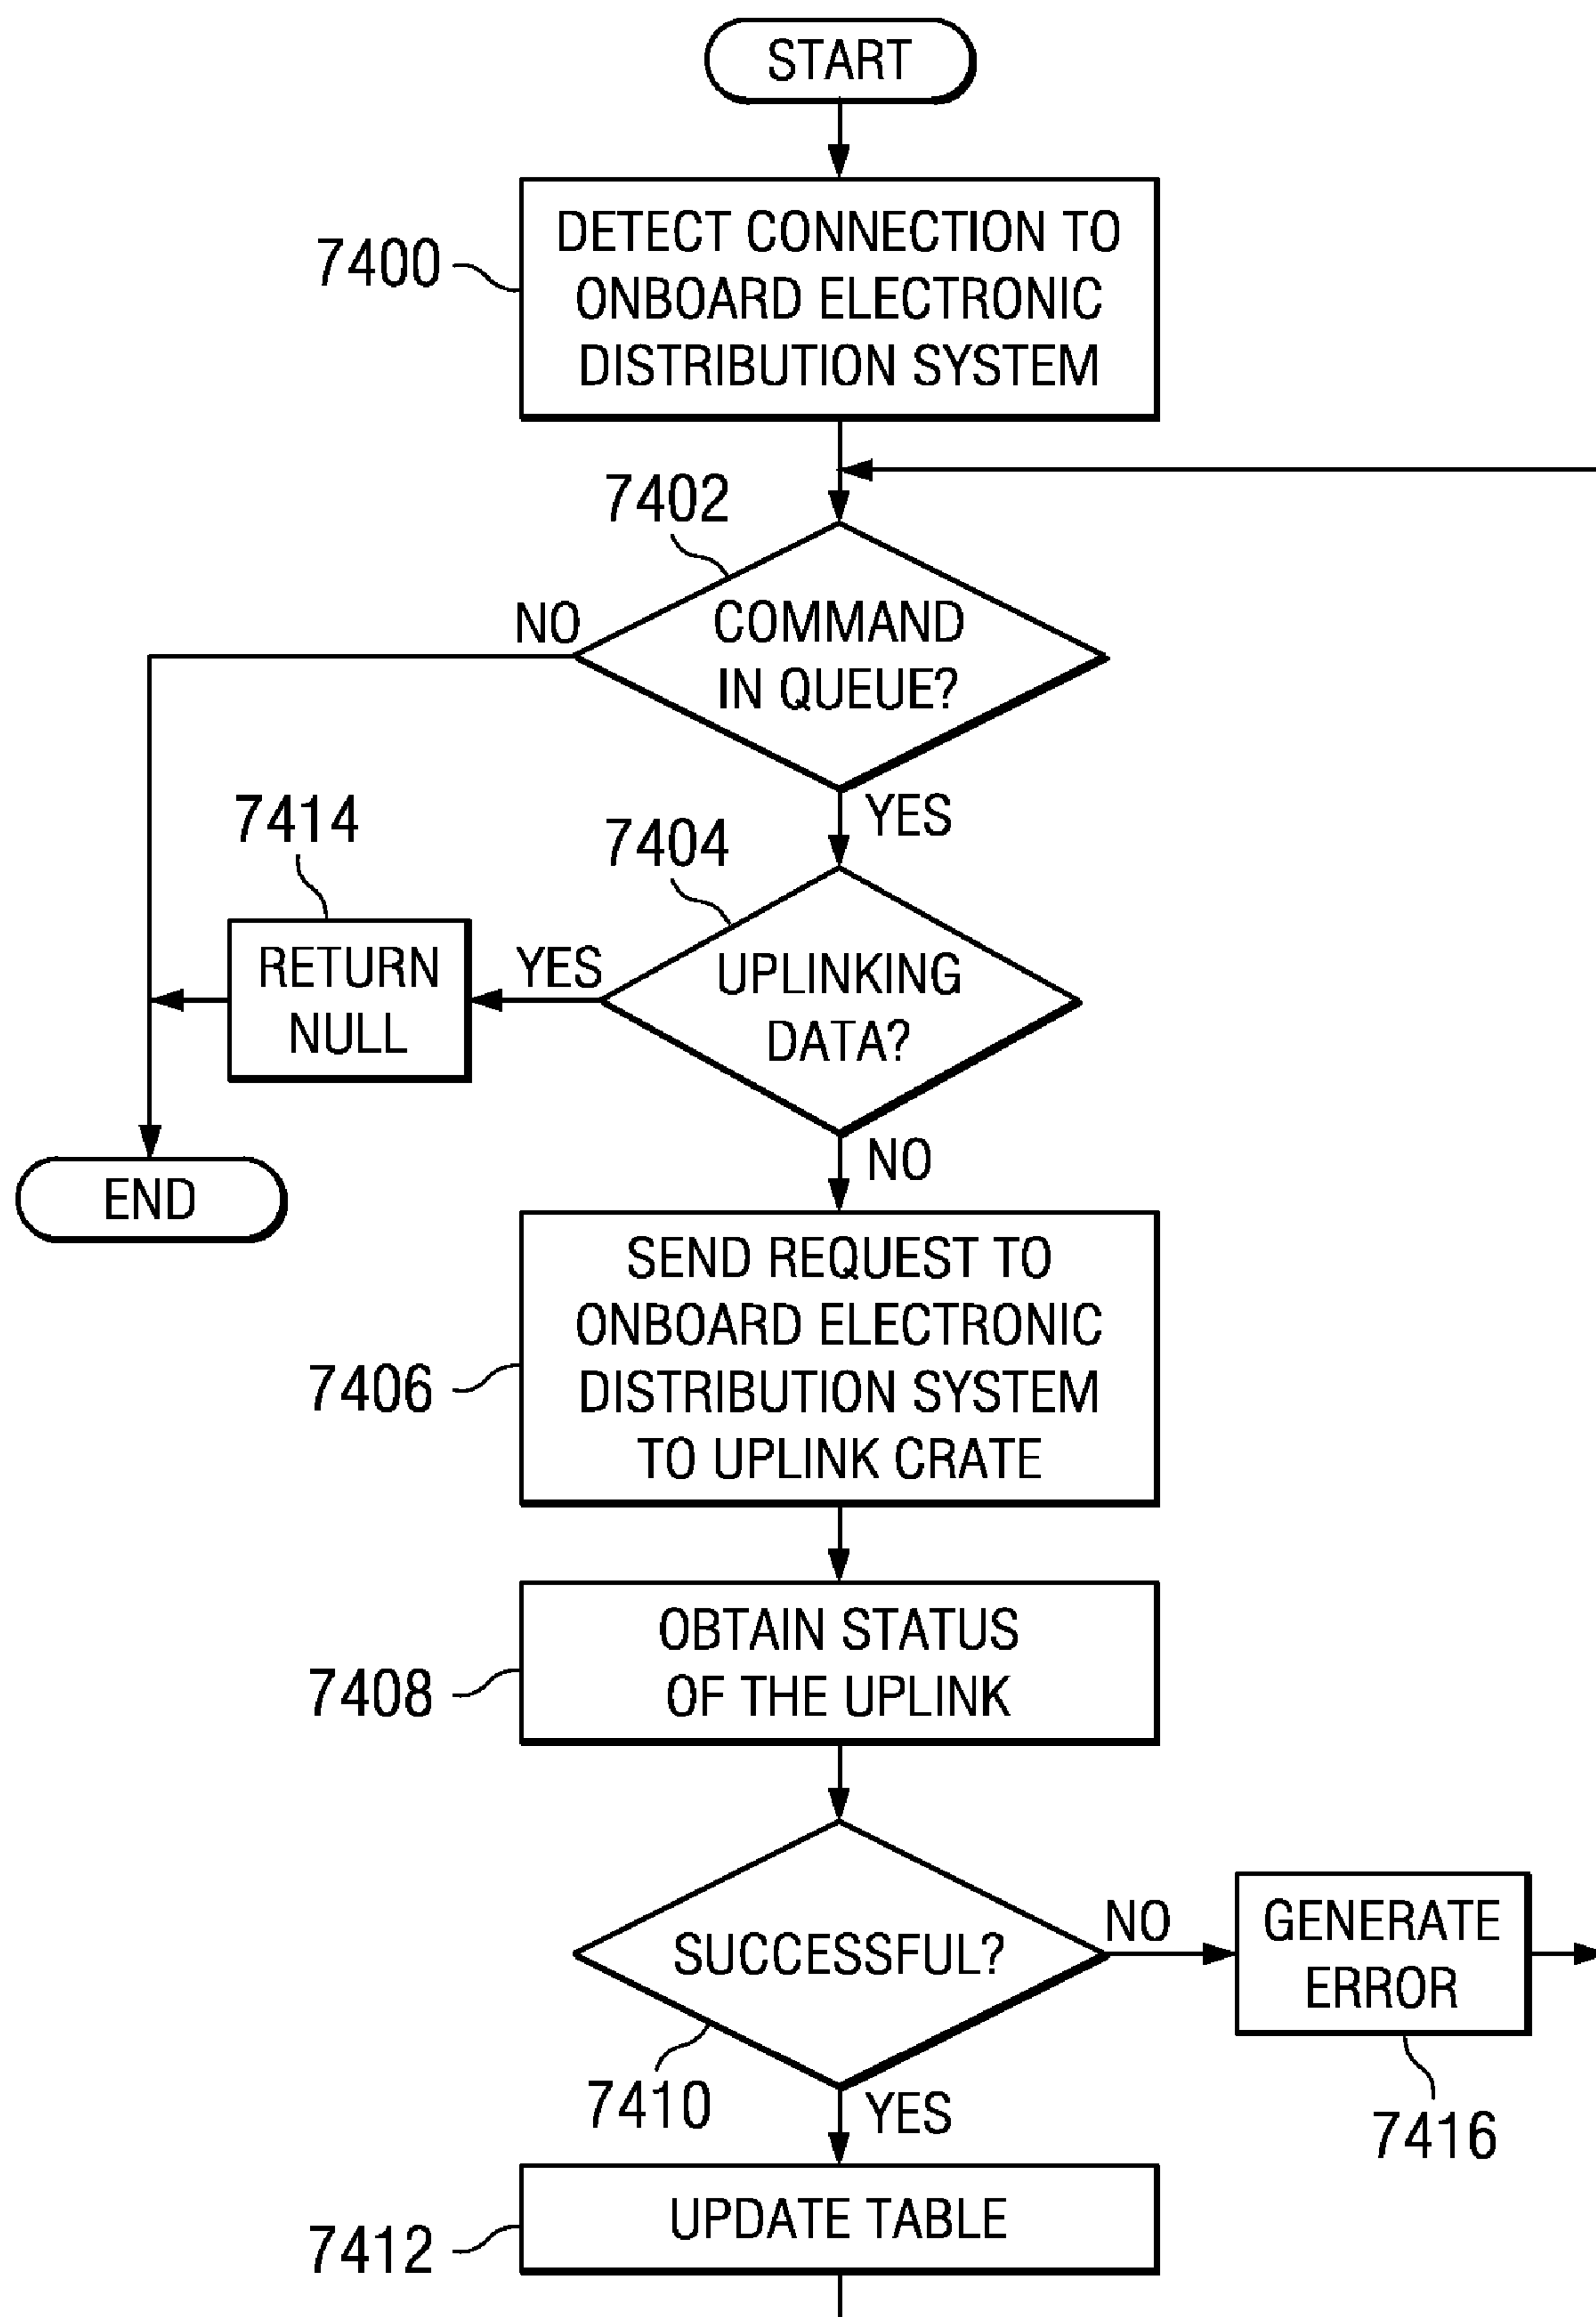 START
7400
DETECT CONNECTION TO
ONBOARD ELECTRONIC
DISTRIBUTION SYSTEM
7402
NO
COMMAND
IN QUEUE?
YES
7414
7404
RETURN
NULL
YES
UPLINKING
DATA?
NO
END
7406
SEND REQUEST TO
ONBOARD ELECTRONIC
DISTRIBUTION SYSTEM
TO UPLINK CRATE
7408
OBTAIN STATUS
OF THE UPLINK
SUCCESSFUL?
NO
GENERATE
ERROR
7410
YES
7416
7412
UPDATE TABLE